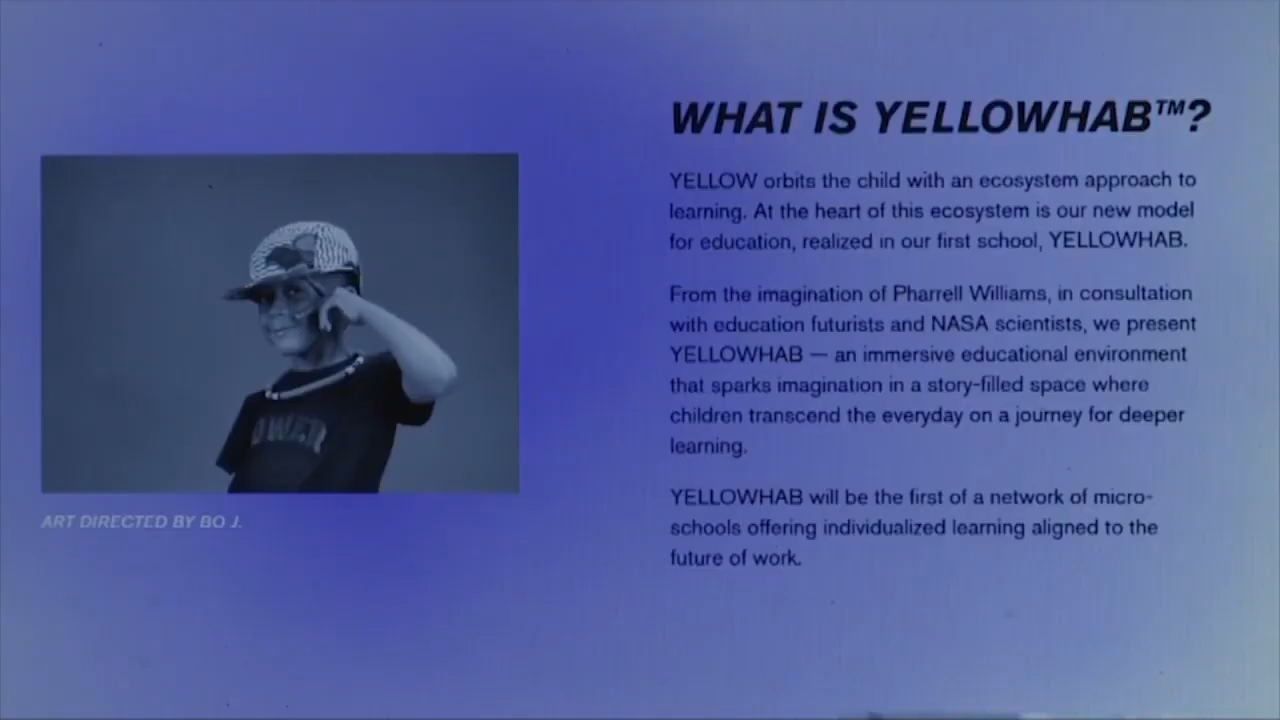 WHAT IS YELLOWHAB™?
YELLOW orbits the child with an ecosystem approach to
learning. At the heart of this ecosystem is our new model
for education, realized in our first school, YELLOWHAB.
From the imagination of Pharrell Williams, in consultation
with education futurists and NASA scientists, we present
YELLOWHAB — an immersive educational environment
that sparks imagination in a story-filled space where
children transcend the everyday on a journey for deeper
learning.
YELLOWHAB will be the first of a network of micro-
schools offering individualized learning aligned to the
future of work.
ART DIRECTED BY BO J.